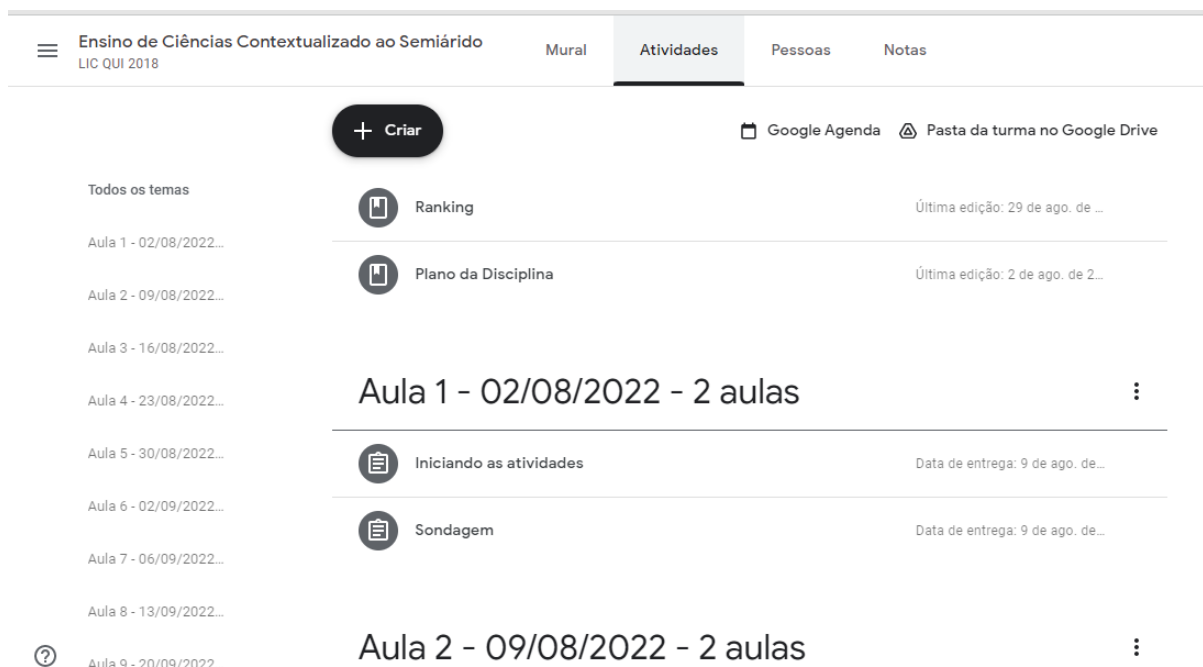 Ensino de Ciências Contextualizado ao Semiárido
LIC QUI 2018
Mural
Atividades
Pessoas
Notas
Criar
Google Agenda
Pasta da turma no Google Drive
Todos os temas
Aula 1 - 02/08/2022...
Aula 2 - 09/08/2022...
Aula 3 - 16/08/2022...
Aula 4 - 23/08/2022...
Aula 5 - 30/08/2022...
Aula 6 - 02/09/2022...
Aula 7 - 06/09/2022...
Aula 8 - 13/09/2022...
Aula 9 - 20/09/2022
Ranking
Última edição: 29 de ago. de ...
Plano da Disciplina
Última edição: 2 de ago. de 2...
Aula 1 - 02/08/2022 - 2 aulas
Iniciando as atividades
Data de entrega: 9 de ago. de...
Sondagem
Data de entrega: 9 de ago. de...
Aula 2 - 09/08/2022 - 2 aulas